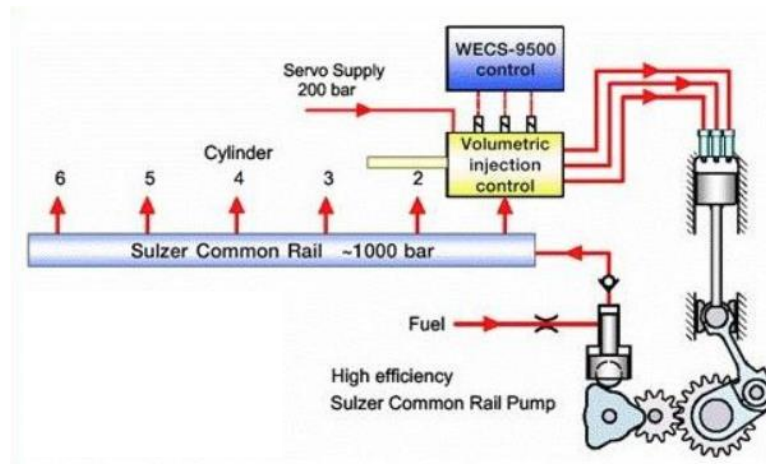 WECS-9500
control
Servo Supply
200 bar
Volumetric
injection
control
Cylinder
6 5 4 3 2
Sulzer Common Rail ~1000 bar
Fuel
High efficiency
Sulzer Common Rail Pump